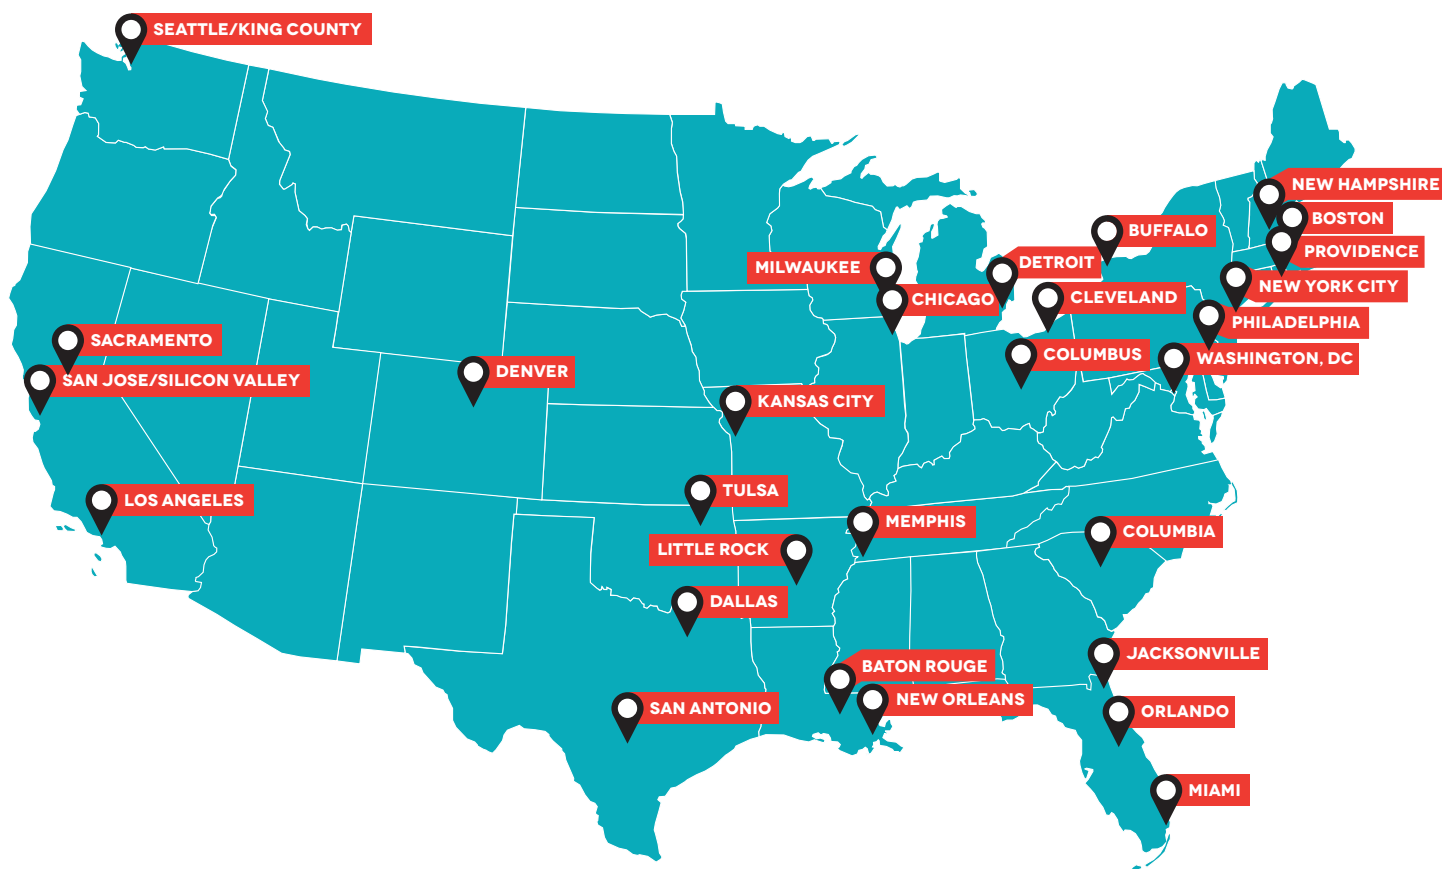 SEATTLE/KING COUNTY
NEW HAMPSHIRE
BOSTON
BUFFALO
PROVIDENCE
DETROIT
MILWAUKEE
NEW YORK CITY
CLEVELAND
CHICAGO
PHILADELPHIA
SACRAMENTO
COLUMBUS
WASHINGTON, DC
DENVER
SAN JOSE/SILICON VALLEY
KANSAS CITY
TULSA
LOS ANGELES
MEMPHIS
COLUMBIA
LITTLE ROCK
DALLAS
JACKSONVILLE
BATON ROUGE
NEW ORLEANS
SAN ANTONIO
ORLANDO
MIAMI